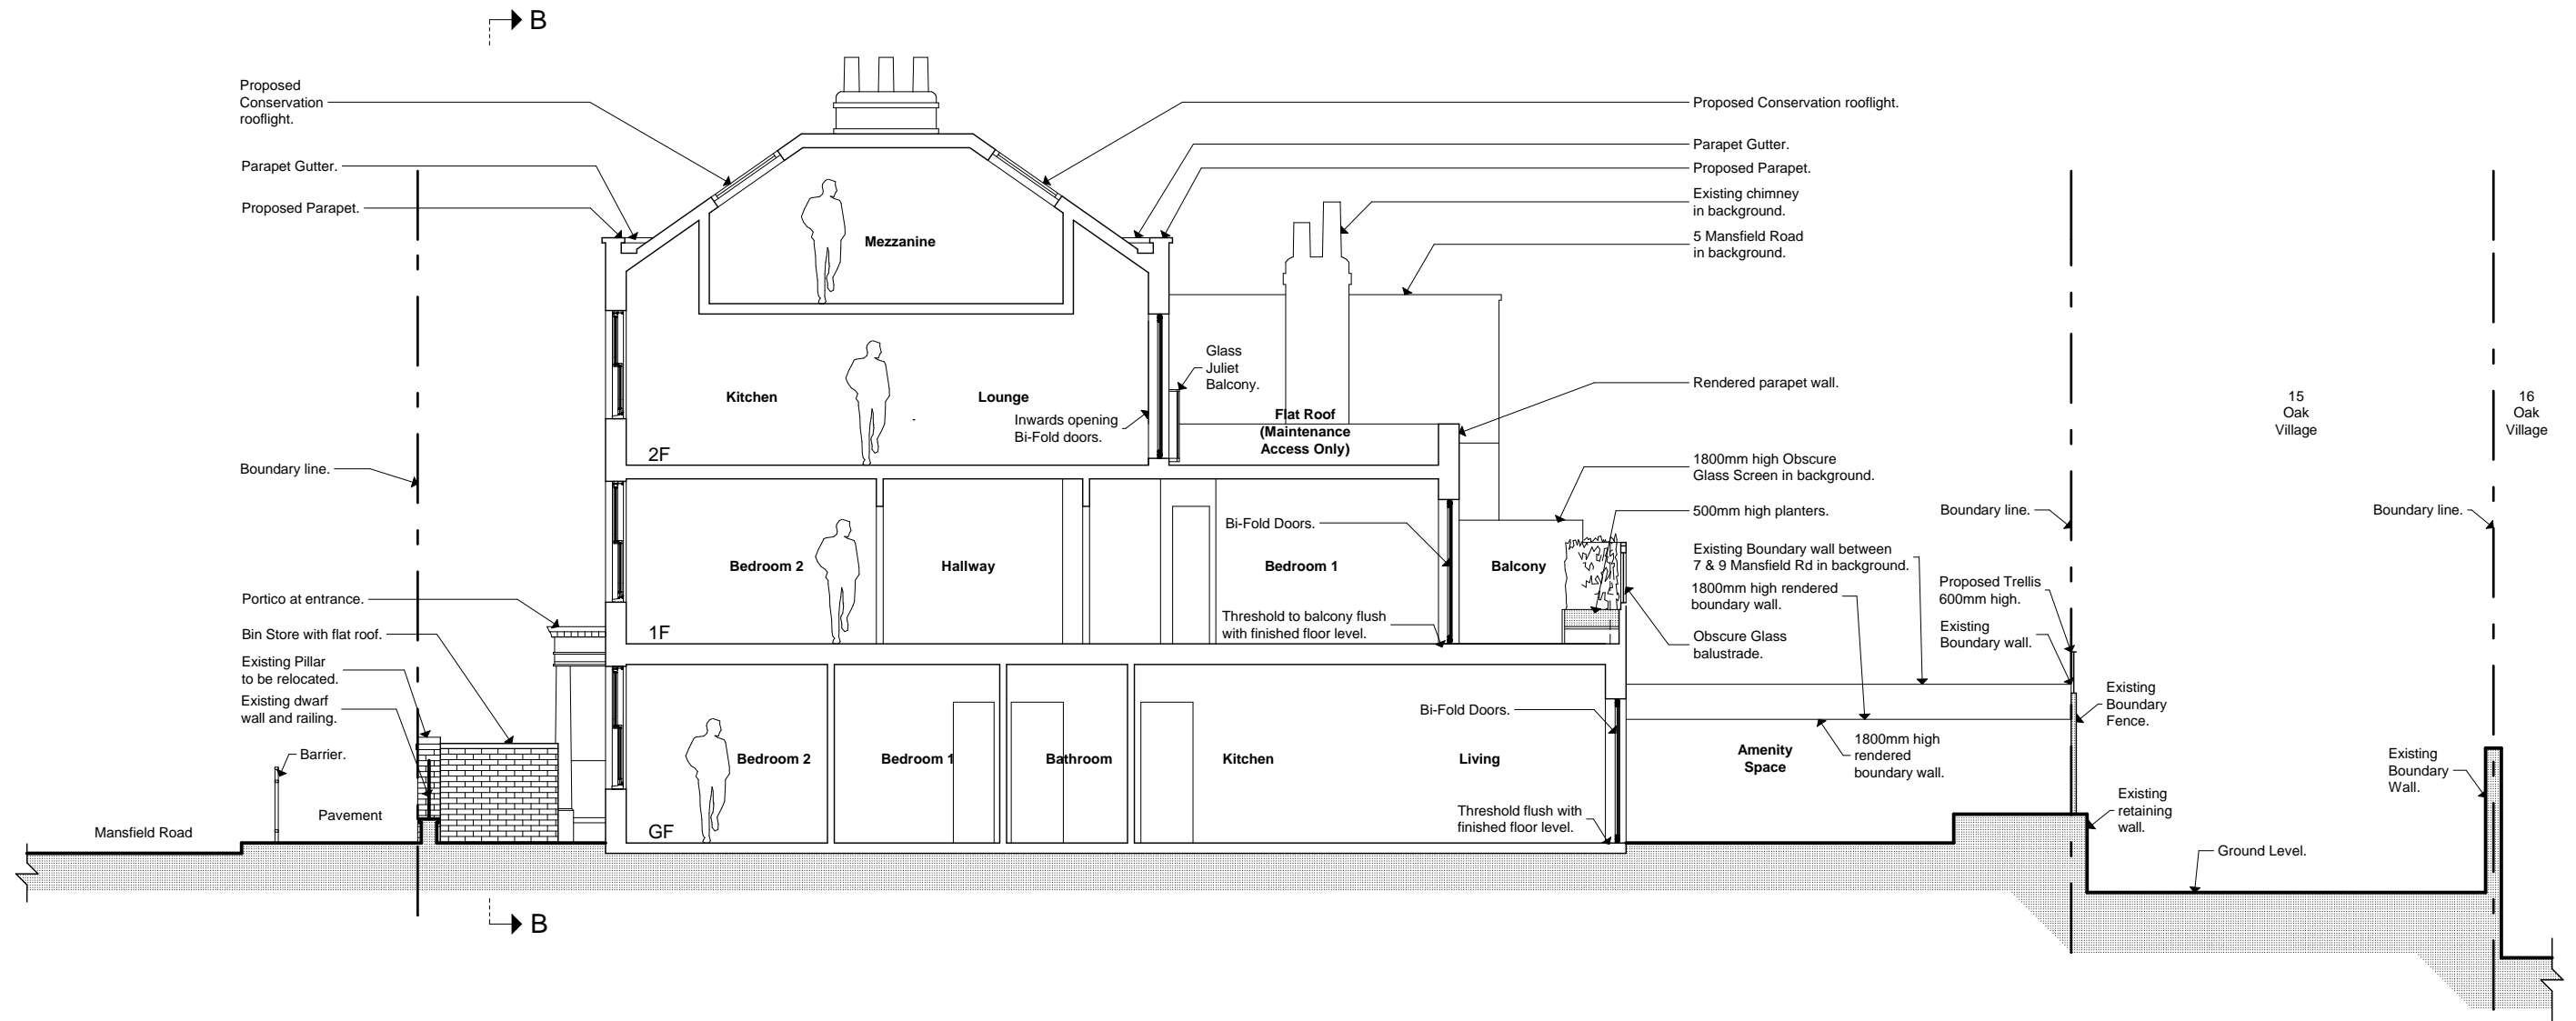 B
Proposed
Conservation
rooflight.
Parapet Gutter.
Proposed Parapet.
Boundary line.
Portico at entrance.
Bin Store with flat roof.
Existing Pillar
to be relocated.
Existing dwarf
wall and railing.
Barrier.
Pavement
Mansfield Road
Mezzanine
Kitchen
Lounge
Inwards opening
Bi-Fold doors.
2F
Glass
Juliet
Balcony.
Flat Roof
(Maintenance
Access Only)
Bedroom 2
Hallway
Bi-Fold Doors.
Bedroom 1
Balcony
Threshold to balcony flush
with finished floor level.
1F
Bedroom 2
Bedroom 1
Bathroom
Kitchen
Living
Bi-Fold Doors.
Threshold flush with
finished floor level.
GF
Proposed Conservation rooflight.
Parapet Gutter.
Proposed Parapet.
Existing chimney
in background.
5 Mansfield Road
in background.
Rendered parapet wall.
1800mm high Obscure
Glass Screen in background.
500mm high planters.
Existing Boundary wall between
7 & 9 Mansfield Rd in background.
1800mm high rendered
boundary wall.
Obscure Glass
balustrade.
Amenity
Space
1800mm high
rendered
boundary wall.
Boundary line.
Proposed Trellis
600mm high.
Existing
Boundary wall.
Existing
Boundary
Fence.
Existing
retaining
wall.
Ground Level.
15
Oak
Village
16
Oak
Village
Boundary line.
Existing
Boundary
Wall.
B